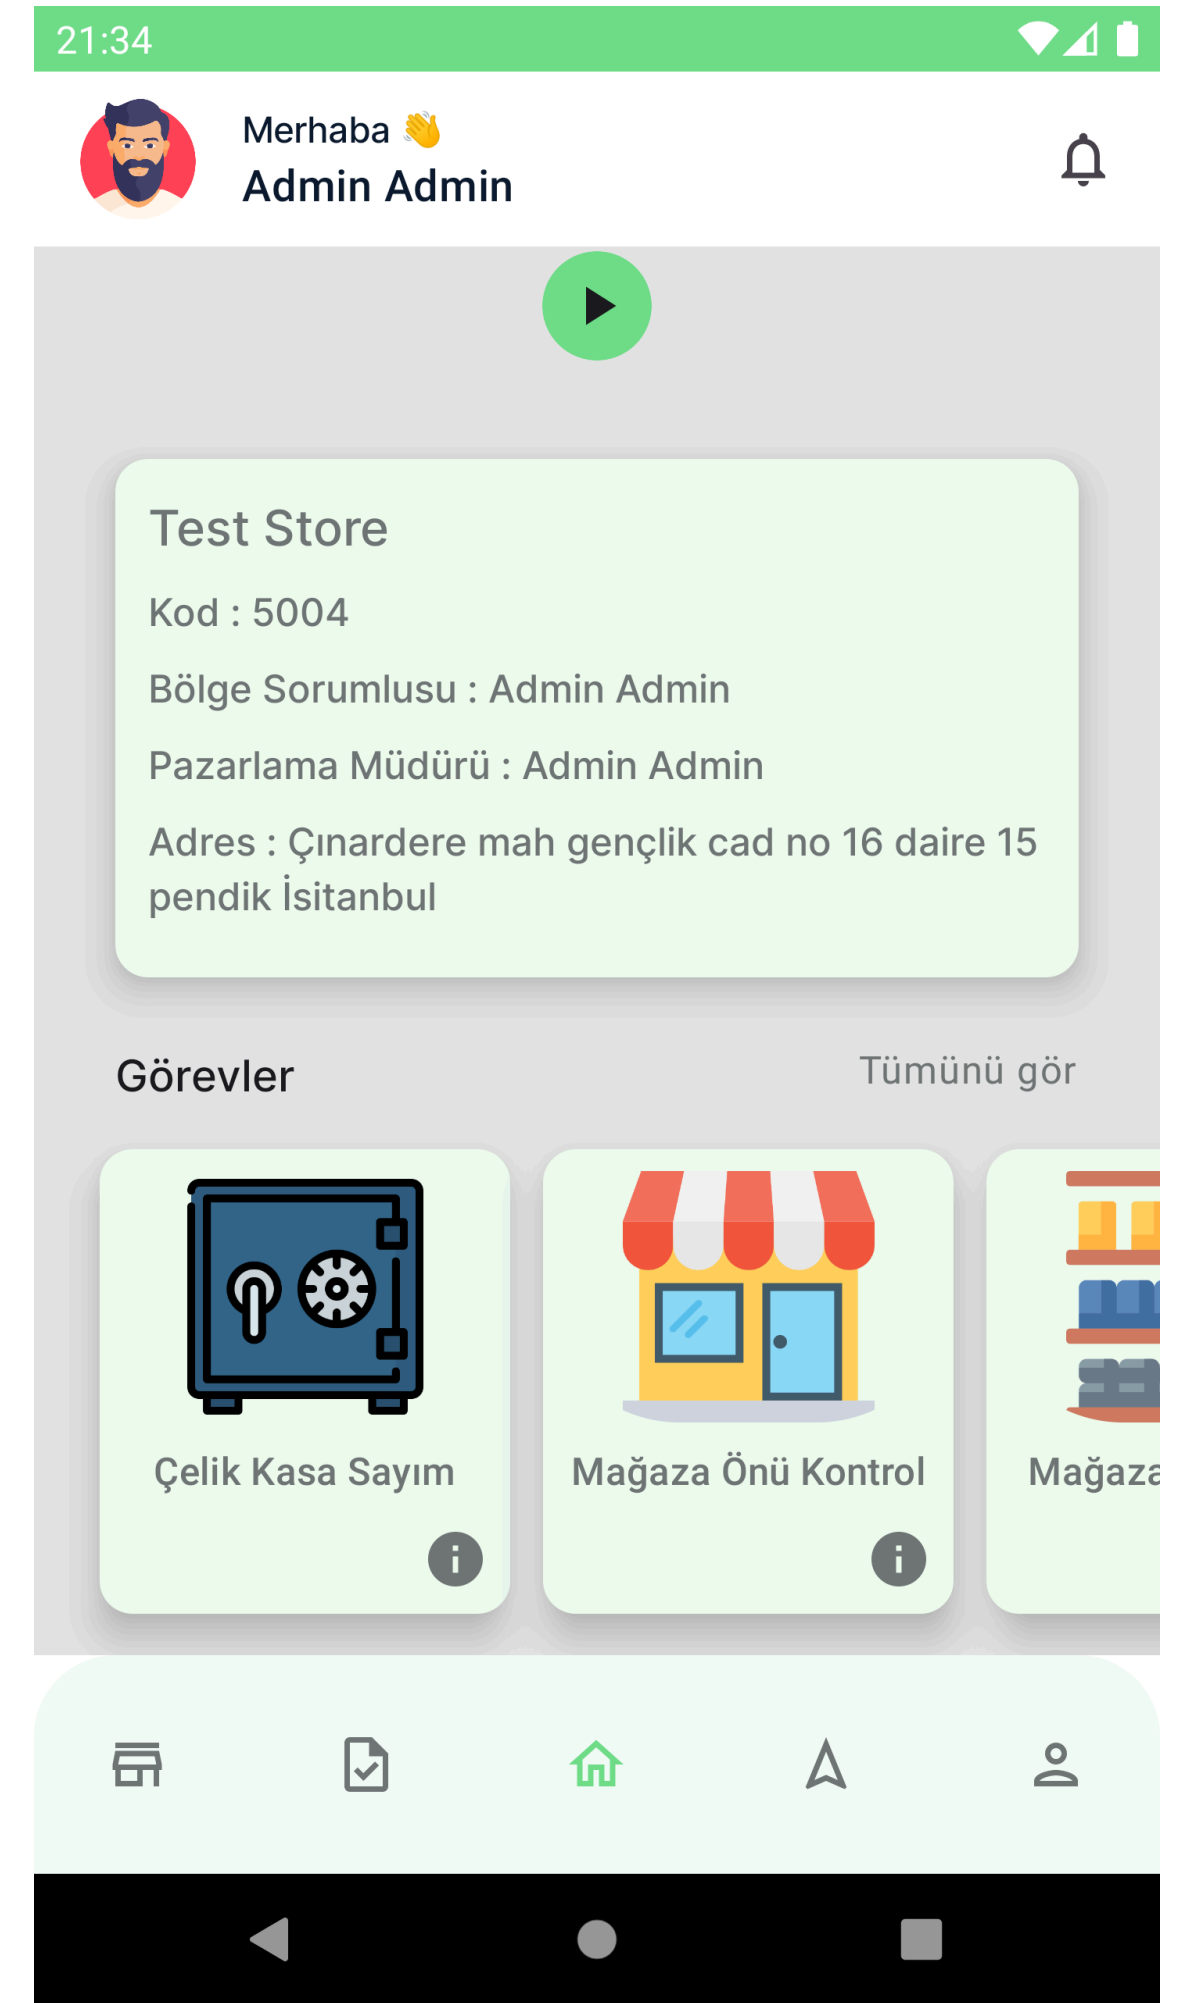 21:34
Merhaba 👋
Admin Admin
Test Store
Kod : 5004
Bölge Sorumlusu : Admin Admin
Pazarlama Müdürü : Admin Admin
Adres : Çınardere mah gençlik cad no 16 daire 15
pendik İsitanbul
Görevler
Tümünü gör
Çelik Kasa Sayım
Mağaza Önü Kontrol
Mağaza